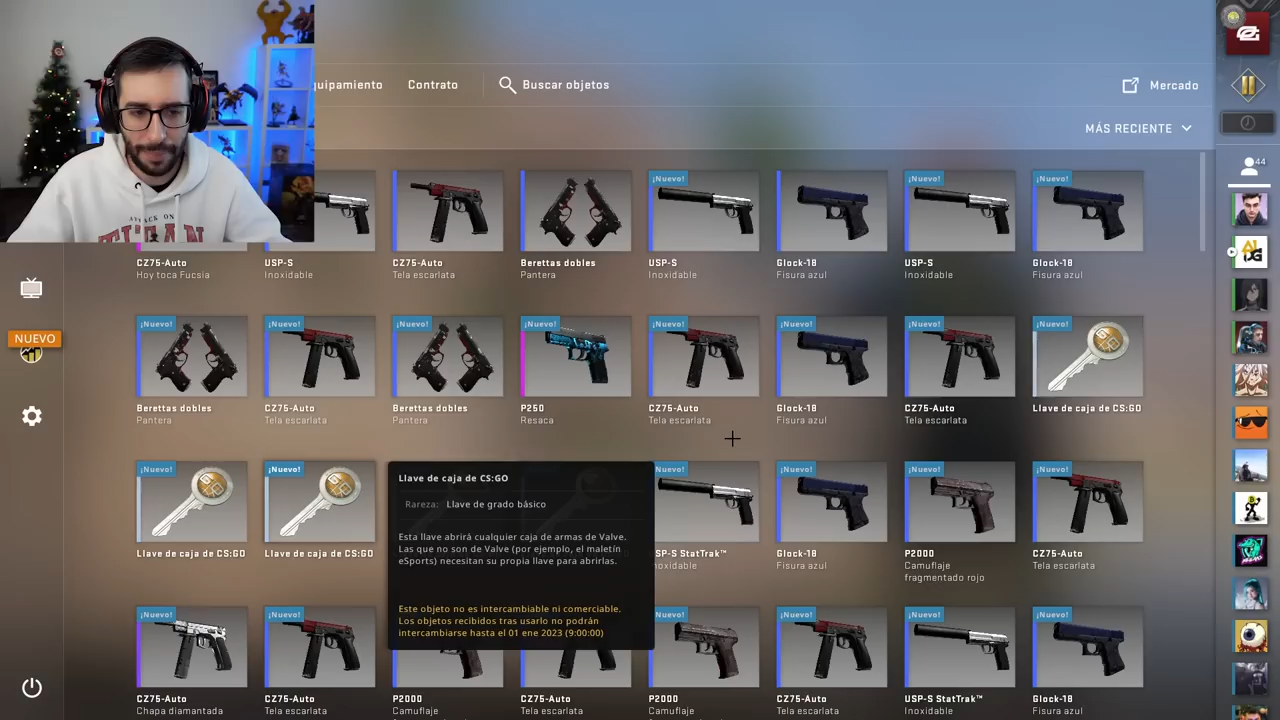 quipamiento
Contrato
Buscar objetos
Mercado
MÁS RECIENTE
44
ATTACK ON
TITAN
NUEVO
CZ75-Auto
Hoy toca Fucsia
USP-S
Inoxidable
CZ75-Auto
Tela escarlata
Berettas dobles
Pantera
¡Nuevo!
USP-S
Inoxidable
Glock-18
Fisura azul
¡Nuevo!
USP-S
Inoxidable
¡Nuevo!
Glock-18
Fisura azul
¡Nuevo!
Berettas dobles
Pantera
¡Nuevo!
CZ75-Auto
Tela escarlata
¡Nuevo!
Berettas dobles
Pantera
¡Nuevo!
P250
Resaca
¡Nuevo!
CZ75-Auto
Tela escarlata
¡Nuevo!
Glock-18
Fisura azul
¡Nuevo!
CZ75-Auto
Tela escarlata
¡Nuevo!
Llave de caja de CS:GO
¡Nuevo!
Llave de caja de CS:GO
¡Nuevo!
Llave de caja de CS:GO
Llave de caja de CS:GO
Rareza: Llave de grado básico
Esta llave abrirá cualquier caja de armas de Valve.
Las que no son de Valve (por ejemplo, el maletín
eSports) necesitan su propia llave para abrirlas.
Este objeto no es intercambiable ni comerciable.
Los objetos recibidos tras usarlo no podrán
intercambiarse hasta el 01 ene 2023 (9:00:00)
¡Nuevo!
SP-S StatTrak™
noxidable
¡Nuevo!
Glock-18
Fisura azul
¡Nuevo!
P2000
Camuflaje
fragmentado rojo
¡Nuevo!
CZ75-Auto
Tela escarlata
¡Nuevo!
CZ75-Auto
Chapa diamantada
¡Nuevo!
CZ75-Auto
Tela escarlata
P2000
Camuflaje
CZ75-Auto
Tela escarlata
P2000
Camuflaje
¡Nuevo!
CZ75-Auto
Tela escarlata
¡Nuevo!
USP-S StatTrak™
Inoxidable
¡Nuevo!
Glock-18
Fisura azul